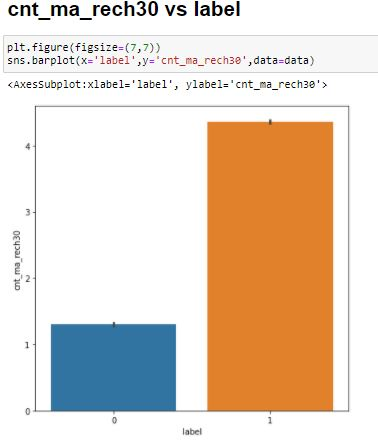 cnt_ma_rech30 vs label
plt.figure(figsize=(7,7))
sns.barplot(x='label',y='cnt_ma_rech30',data=data)
<AxesSubplot:xlabel='label', ylabel='cnt_ma_rech30'>
4
3
2
1
0
cnt_ma_rech30
0
1
label